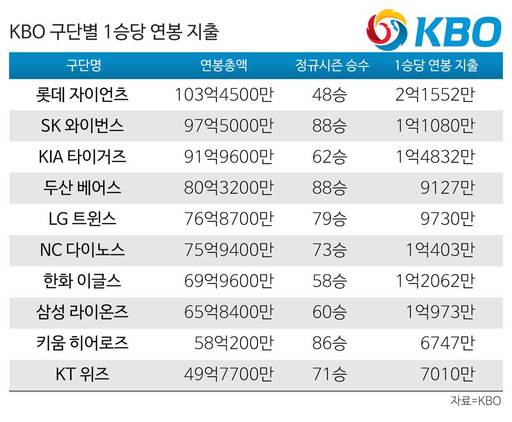 KBO 구단별 1승당 연봉 지출
KBO
구단명 연봉총액 정규시즌 승수 1승당 연봉 지출
롯데 자이언츠 103억4500만 48승 2억1552만
SK 와이번스 97억5000만 88승 1억1080만
KIA 타이거즈 91억9600만 62승 1억4832만
두산 베어스 80억3200만 88승 9127만
LG 트윈스 76억8700만 79승 9730만
NC 다이노스 75억9400만 73승 1억403만
한화 이글스 69억9600만 58승 1억2062만
삼성 라이온즈 65억8400만 60승 1억973만
키움 히어로즈 58억200만 86승 6747만
KT 위즈 49억7700만 71승 7010만
자료=KBO